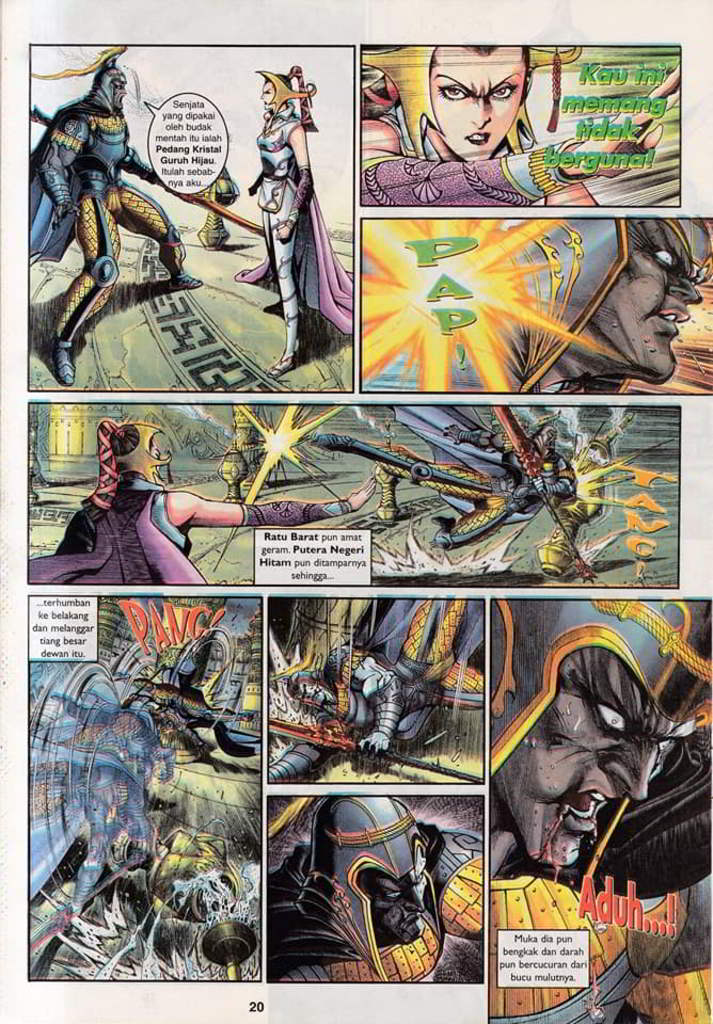 Senjata
yang dipakai
oleh budak
mentah itu ialah
Pedang Kristal
Guruh Hijau.
Itulah sebab-
nya aku...
Kau ini
memang
tidak
berguna!
PAP!
PANG!
Ratu Barat pun amat
geram. Putera Negeri
Hitam pun ditamparnya
sehingga...
...terhumban
ke belakang
dan melanggar
tiang besar
dewan itu.
PANG!
Aduh....!
Muka dia pun
bengkak dan darah
pun bercucuran dari
bucu mulutnya.
20